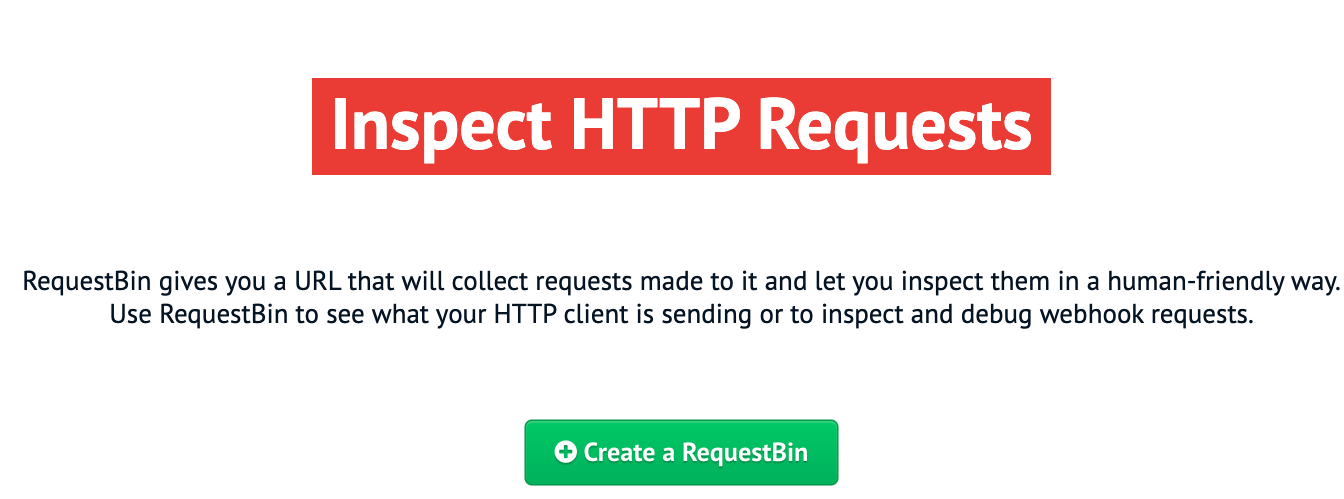 Inspect HTTP Requests
RequestBin gives you a URL that will collect requests made to it and let you inspect them in a human-friendly way.
Use RequestBin to see what your HTTP client is sending or to inspect and debug webhook requests.
Create a RequestBin